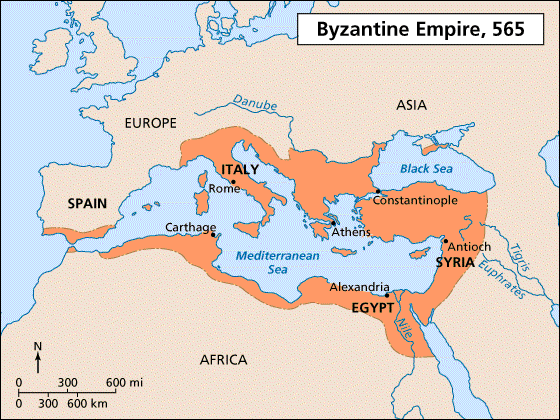 Byzantine Empire, 565
ASIA
Danube
EUROPE
Black Sea
ITALY
Rome
SPAIN
Constantinople
Carthage
Athens
Antioch
Tigris
Mediterranean
Sea
SYRIA
Euphrates
Alexandria
EGYPT
Nile
AFRICA
N
0 300 600 mi
0 300 600 km